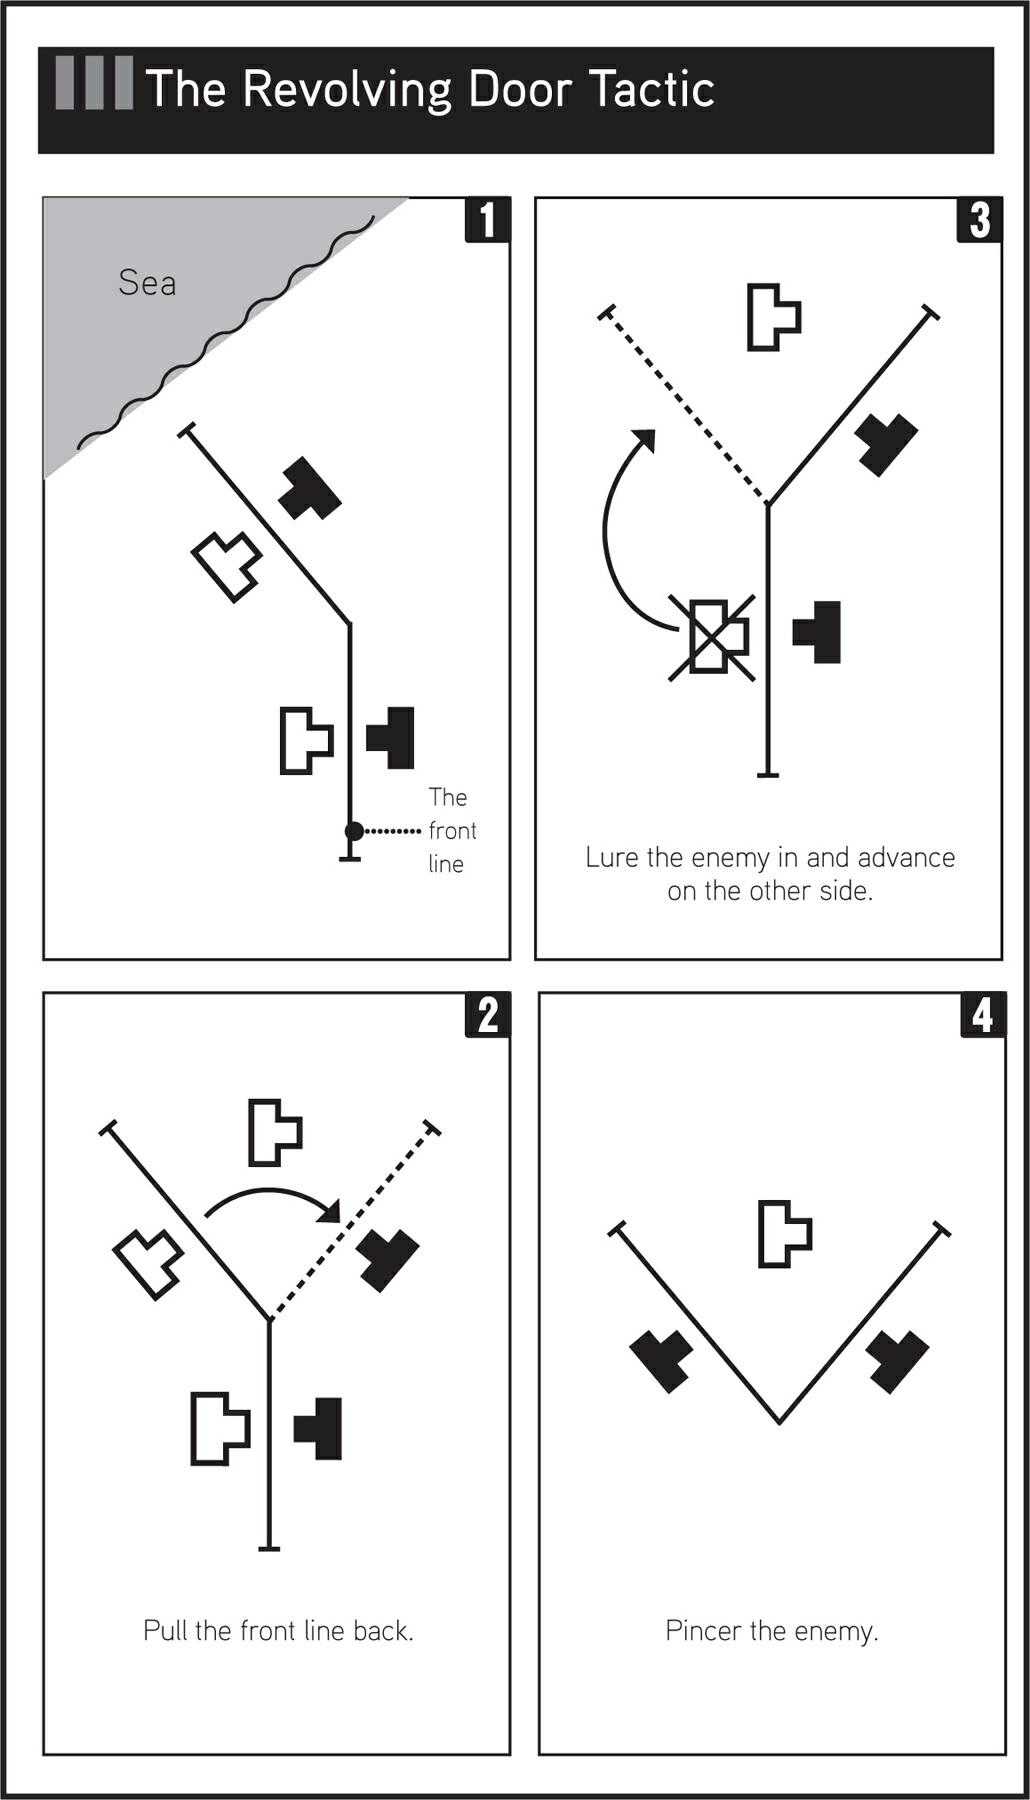 The Revolving Door Tactic
1
Sea
The
front
line
2
Pull the front line back.
3
Lure the enemy in and advance
on the other side.
4
Pincer the enemy.